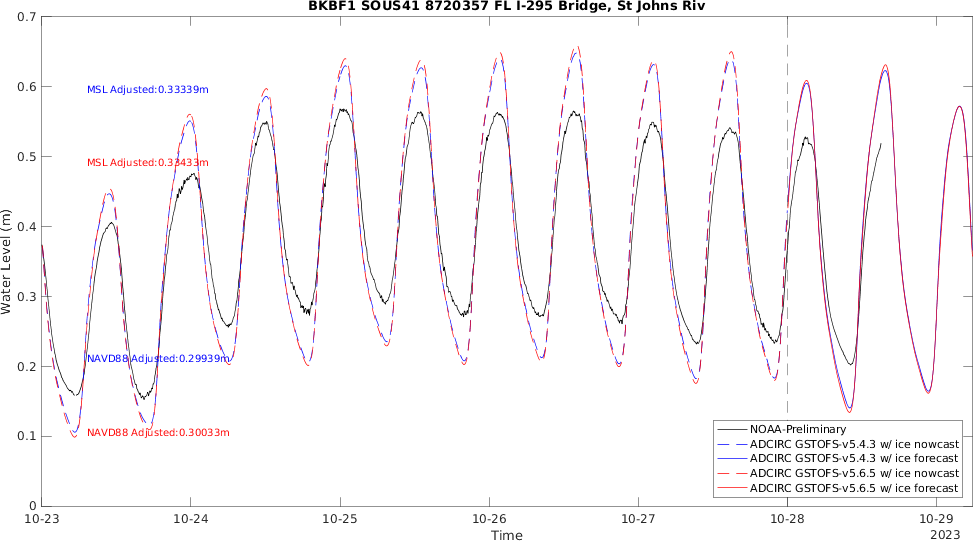 BKBF1 SOUS41 8720357 FL I-295 Bridge, St Johns Riv
0.7
0.6
0.5
0.4
0.3
0.2
0.1
0
Water Level (m)
MSL Adjusted:0.33339m
MSL Adjusted:0.33433m
NAVD88 Adjusted:0.29939m
NAVD88 Adjusted:0.30033m
NOAA-Preliminary
ADCIRC GSTOFS-v5.4.3 w/ ice nowcast
ADCIRC GSTOFS-v5.4.3 w/ ice forecast
ADCIRC GSTOFS-v5.6.5 w/ ice nowcast
ADCIRC GSTOFS-v5.6.5 w/ ice forecast
10-23 10-24 10-25 10-26 10-27 10-28 10-29
2023
Time